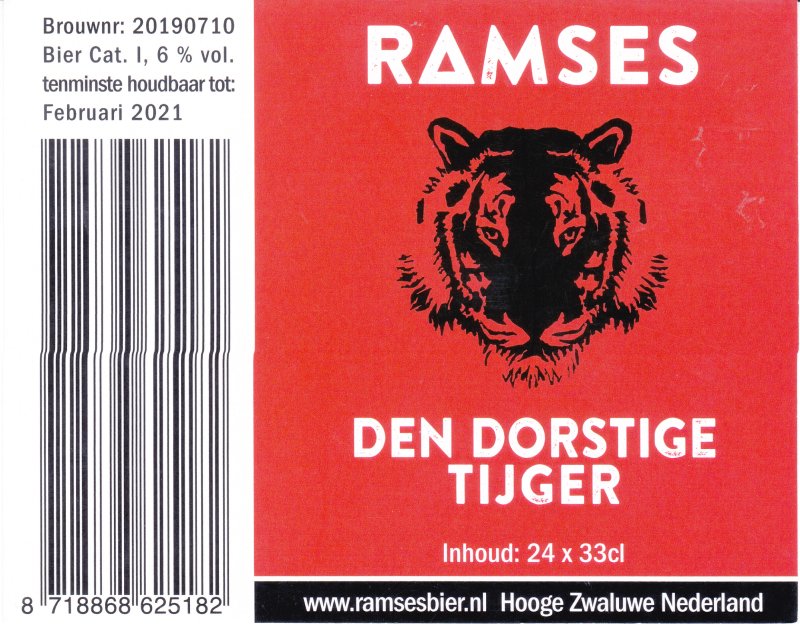 Brouwnr: 20190710
Bier Cat. I, 6 % vol.
tenminste houdbaar tot:
Februari 2021
8 718868 625182
RAMSES
DEN DORSTIGE
TIJGER
Inhoud: 24 x 33cl
www.ramsesbier.nl Hooge Zwaluwe Nederland